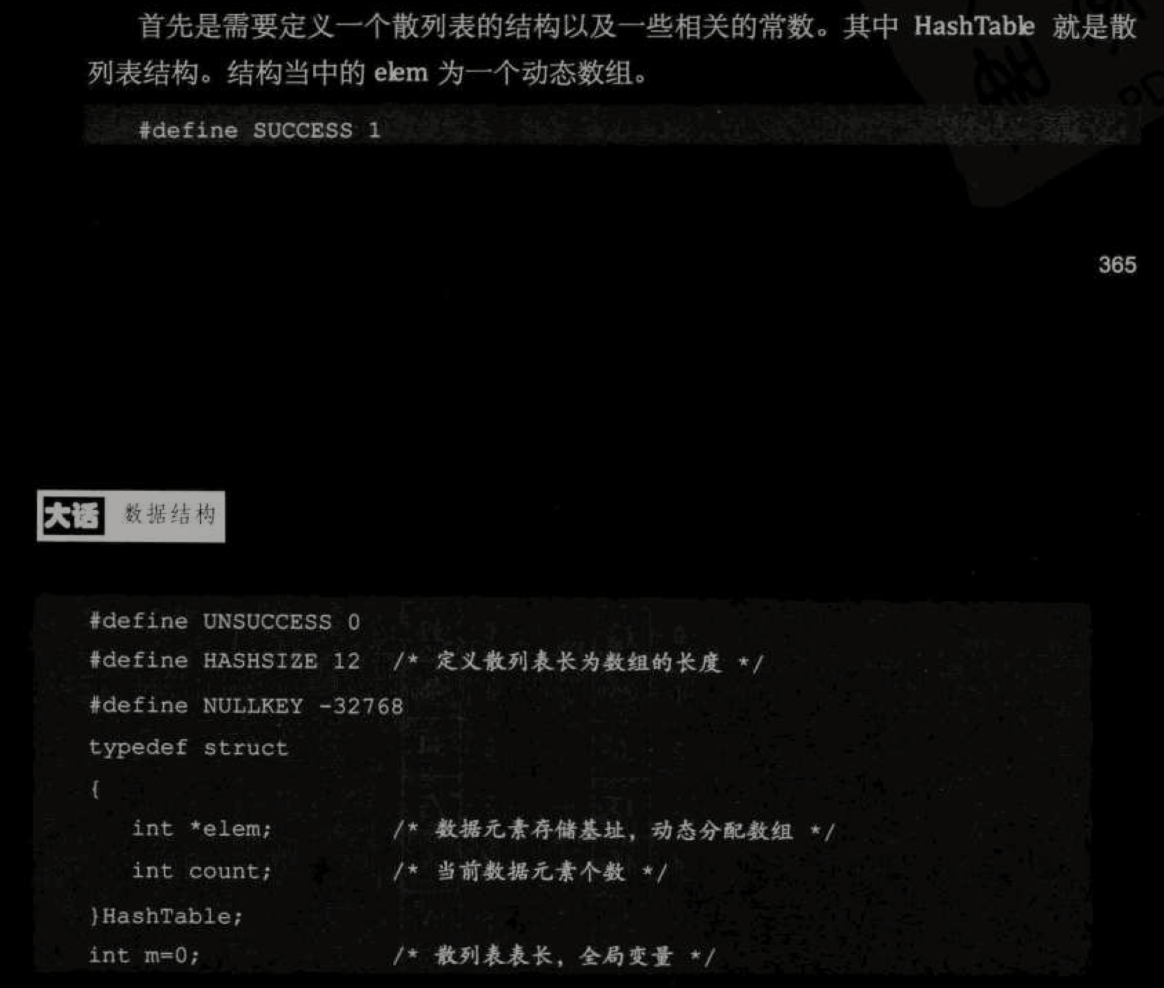 首先是需要定义一个散列表的结构以及一些相关的常数。其中 HashTable 就是散
列表结构。结构当中的 elem 为一个动态数组。
#define SUCCESS 1
365
大话 数据结构
#define UNSUCCESS 0
#define HASHSIZE 12 /* 定义散列表长为数组的长度 */
#define NULLKEY -32768
typedef struct
{
int *elem; /* 数据元素存储基址，动态分配数组 */
int count; /* 当前数据元素个数 */
}HashTable;
int m=0; /* 散列表表长，全局变量 */